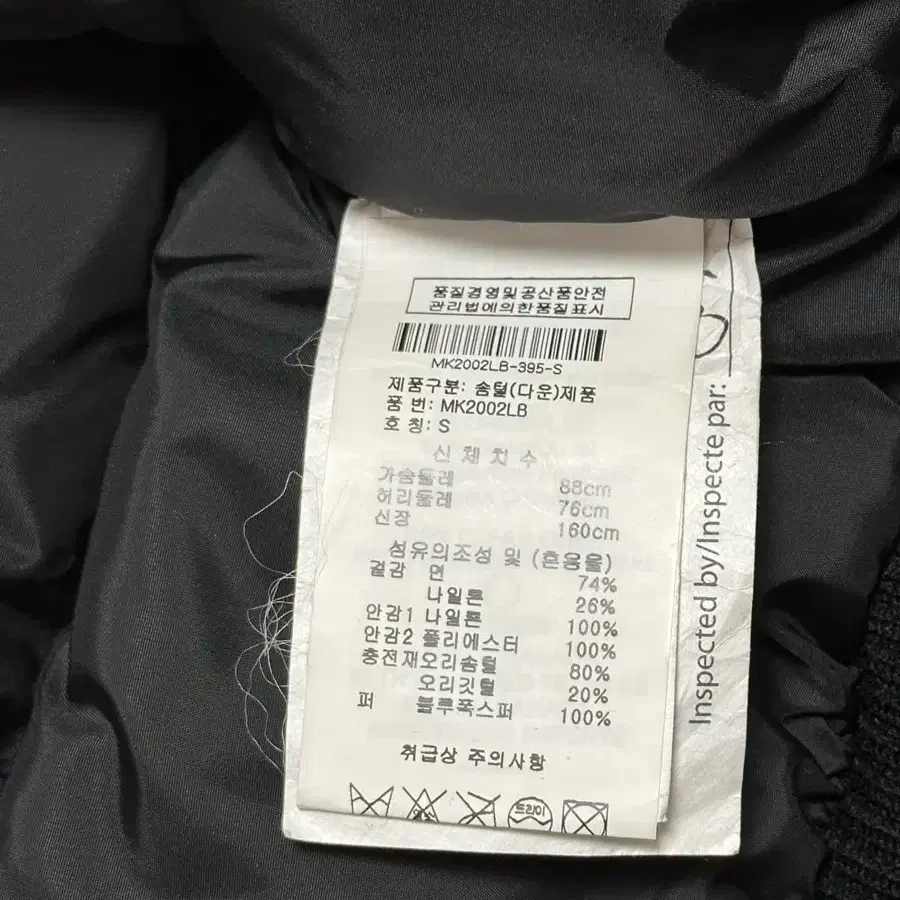 품질경영및공산품안전
관리법에의한품질표시
MK2002LB-395-S
제품구분: 솜털(다운)제품
품 번: MK2002LB
호 칭: S
신 체 치 수
가슴둘레 88cm
허리둘레 76cm
신장 160cm
섬유의조성 및 (혼용율)
겉감 면 74%
나일론 26%
안감1 나일론 100%
안감2 폴리에스터 100%
충전재오리솜털 80%
오리깃털 20%
퍼 블루폭스퍼 100%
취급상 주의사항
드라이
Inspected by/Inspecte par: